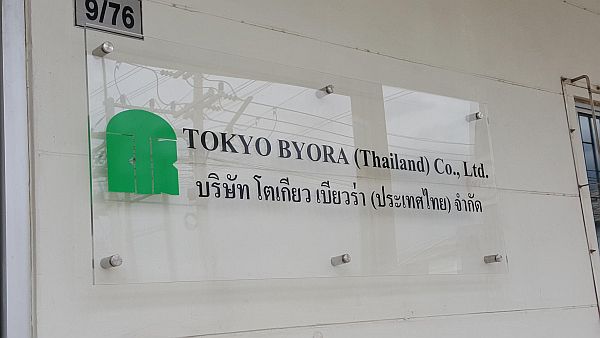 9/76
TOKYO BYORA (Thailand) Co., Ltd.
บริษัท โตเกียว เบียวร่า (ประเทศไทย) จำกัด